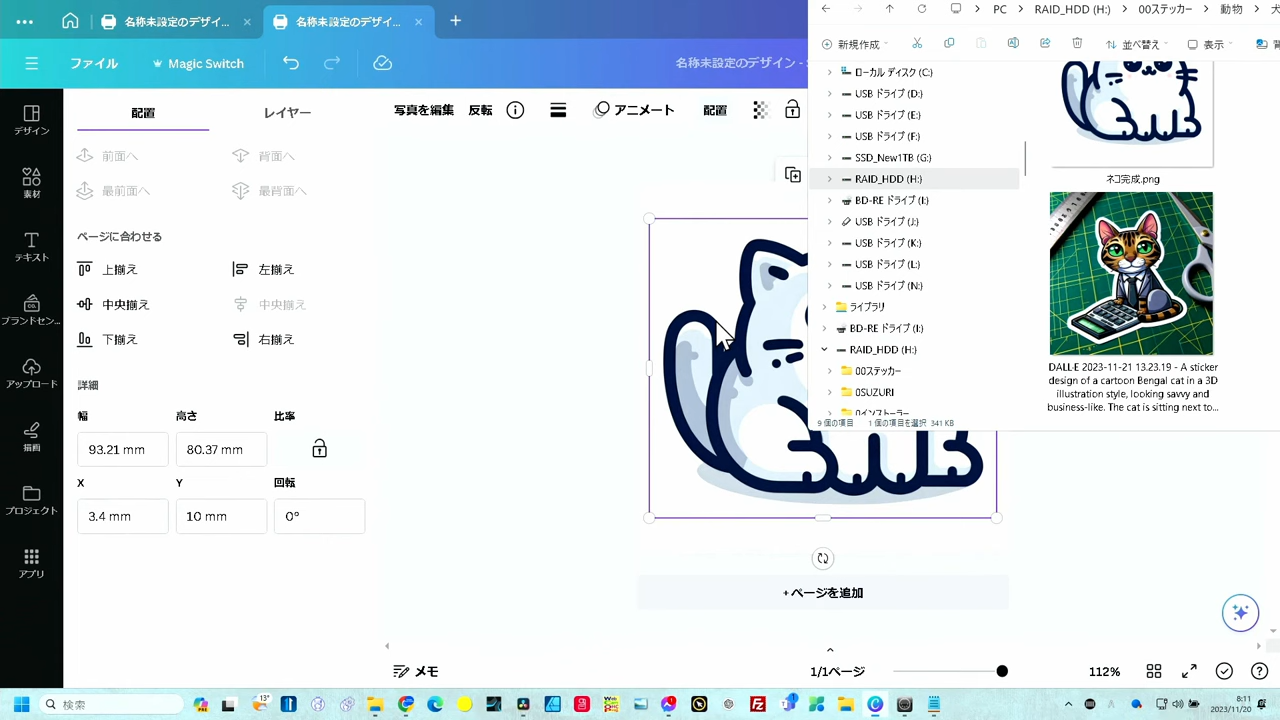 名称未設定のデザイ...
名称未設定のデザイ...
ファイル
Magic Switch
名称未設定のデザイン - S
デザイン
素材
テキスト
ブランドセン...
アップロード
描画
プロジェクト
アプリ
配置
レイヤー
前面へ
背面へ
最前面へ
最背面へ
ページに合わせる
上揃え
左揃え
中央揃え
中央揃え
下揃え
右揃え
詳細
幅
高さ
比率
93.21 mm
80.37 mm
X
Y
回転
3.4 mm
10 mm
0°
写真を編集
反転
アニメート
配置
+ページを追加
メモ
1/1ページ
112%
PC
RAID_HDD (H:)
00ステッカー
動物
犬
新規作成
並べ替え
表示
背
ローカル ディスク (C:)
USB ドライブ (D:)
USB ドライブ (E:)
USB ドライブ (F:)
SSD_New1TB (G:)
RAID_HDD (H:)
BD-RE ドライブ (I:)
USB ドライブ (J:)
USB ドライブ (K:)
USB ドライブ (L:)
USB ドライブ (N:)
ライブラリ
BD-RE ドライブ (I:)
RAID_HDD (H:)
00ステッカー
0SUZURI
0インストーラー
9 個の項目
1 個の項目を選択 341 KB
ネコ完成.png
DALL·E 2023-11-21 13.23.19 - A sticker
design of a cartoon Bengal cat in a 3D
illustration style, looking savvy and
business-like. The cat is sitting next to...
検索
13°
8:11
2023/11/20